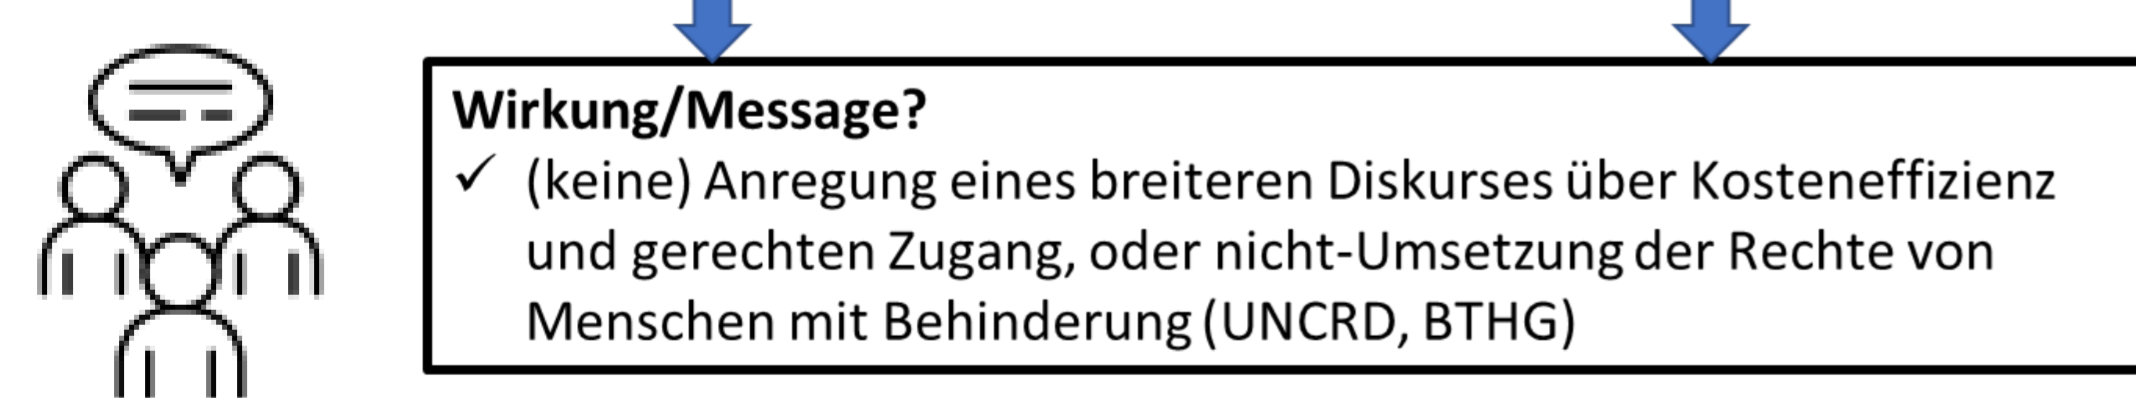 Wirkung/Message?
✓ (keine) Anregung eines breiteren Diskurses über Kosteneffizienz
und gerechten Zugang, oder nicht-Umsetzung der Rechte von
Menschen mit Behinderung (UNCRD, BTHG)